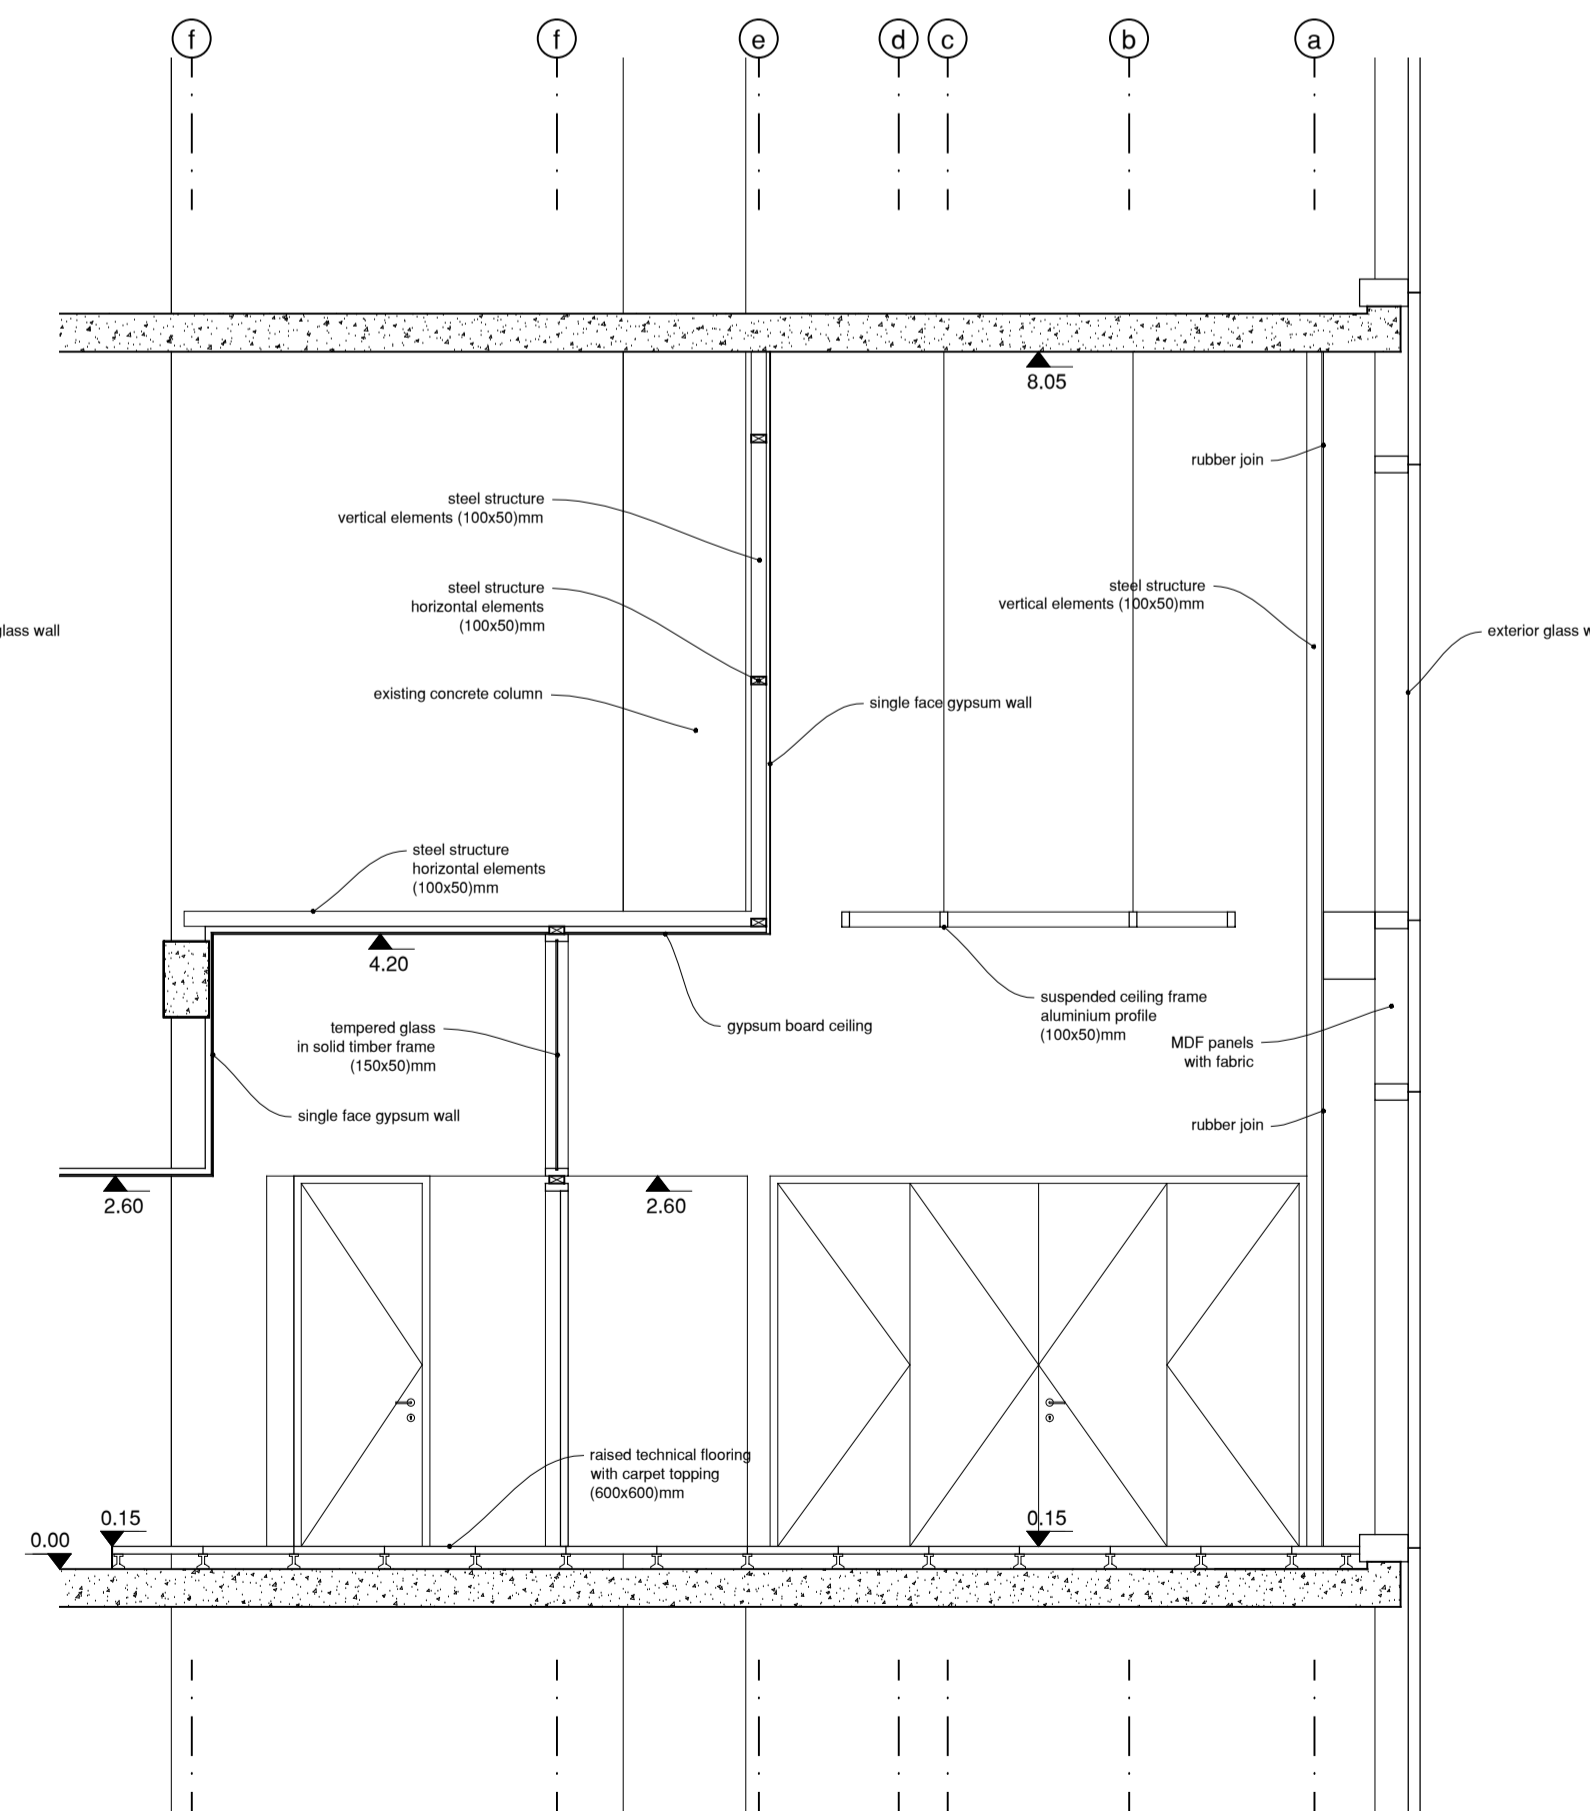 f f e d c b a
8.05
rubber join
steel structure
vertical elements (100x50)mm
steel structure
horizontal elements
(100x50)mm
steel structure
vertical elements (100x50)mm
glass wall
exterior glass w
existing concrete column
single face gypsum wall
steel structure
horizontal elements
(100x50)mm
4.20
suspended ceiling frame
aluminium profile
(100x50)mm
tempered glass
in solid timber frame
(150x50)mm
gypsum board ceiling
MDF panels
with fabric
single face gypsum wall
rubber join
2.60
2.60
raised technical flooring
with carpet topping
(600x600)mm
0.15
0.15
0.00